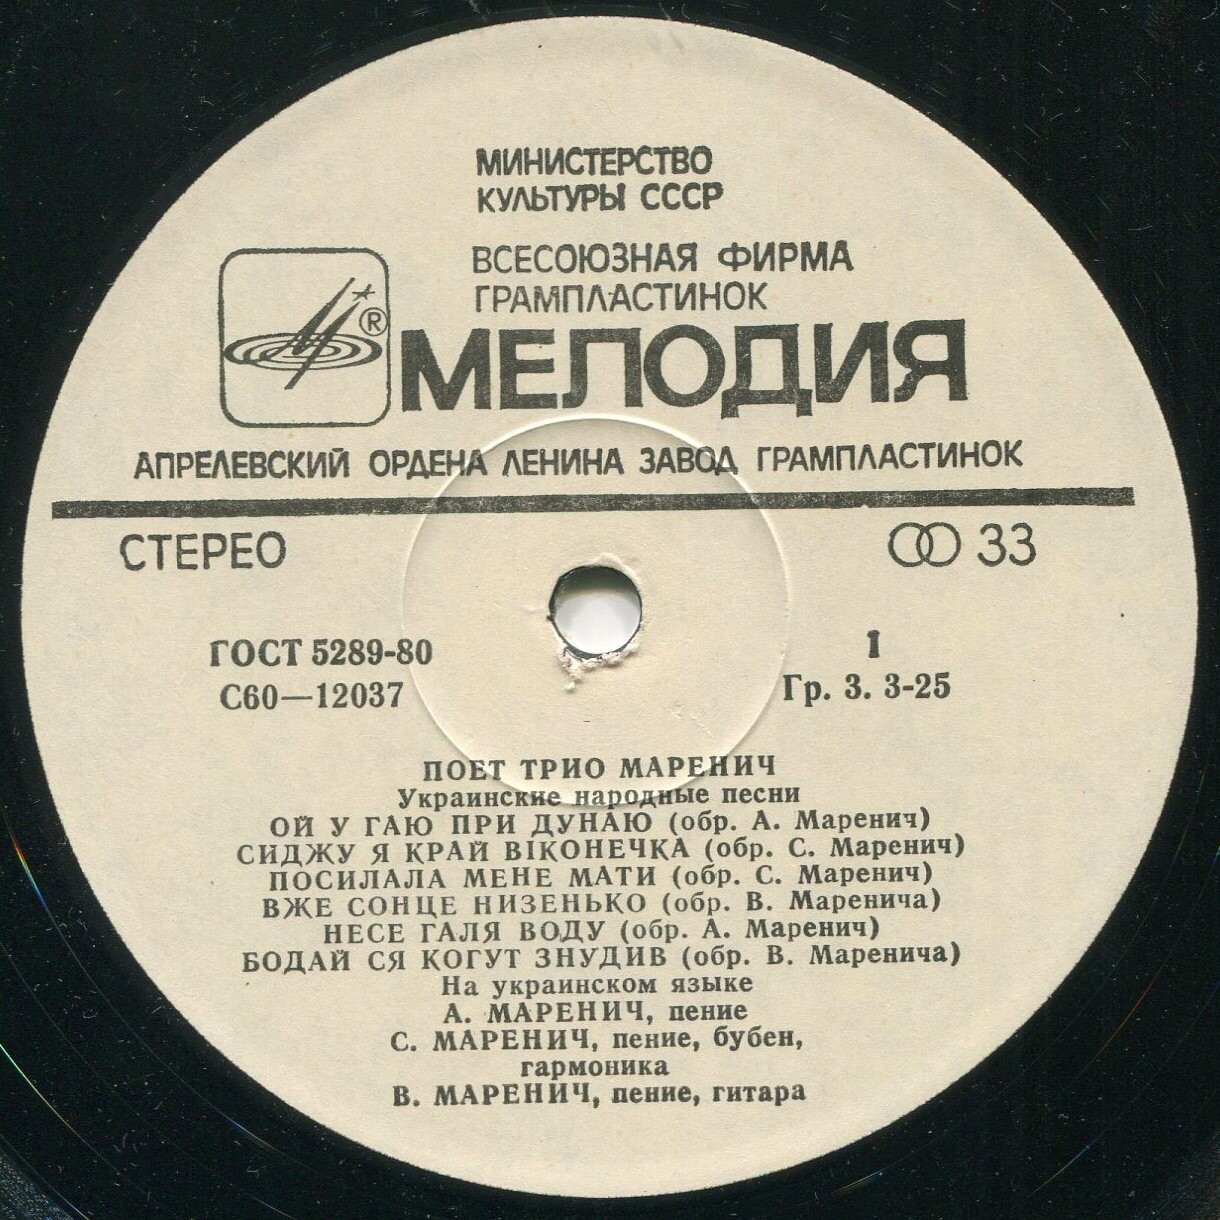 МИНИСТЕРСТВО
КУЛЬТУРЫ СССР
ВСЕСОЮЗНАЯ ФИРМА
ГРАМПЛАСТИНОК
®
МЕЛОДИЯ
АПРЕЛЕВСКИЙ ОРДЕНА ЛЕНИНА ЗАВОД ГРАМПЛАСТИНОК
СТЕРЕО
33
ГОСТ 5289-80
1
С60—12037
Гр. 3. 3-25
ПОЕТ ТРИО МАРЕНИЧ
Украинские народные песни
ОЙ У ГАЮ ПРИ ДУНАЮ (обр. А. Маренич)
СИДЖУ Я КРАЙ ВІКОНЕЧКА (обр. С. Маренич)
ПОСИЛАЛА МЕНЕ МАТИ (обр. С. Маренич)
ВЖЕ СОНЦЕ НИЗЕНЬКО (обр. В. Маренича)
НЕСЕ ГАЛЯ ВОДУ (обр. А. Маренич)
БОДАЙ СЯ КОГУТ ЗНУДИВ (обр. В. Маренича)
На украинском языке
А. МАРЕНИЧ, пение
С. МАРЕНИЧ, пение, бубен,
гармоника
В. МАРЕНИЧ, пение, гитара